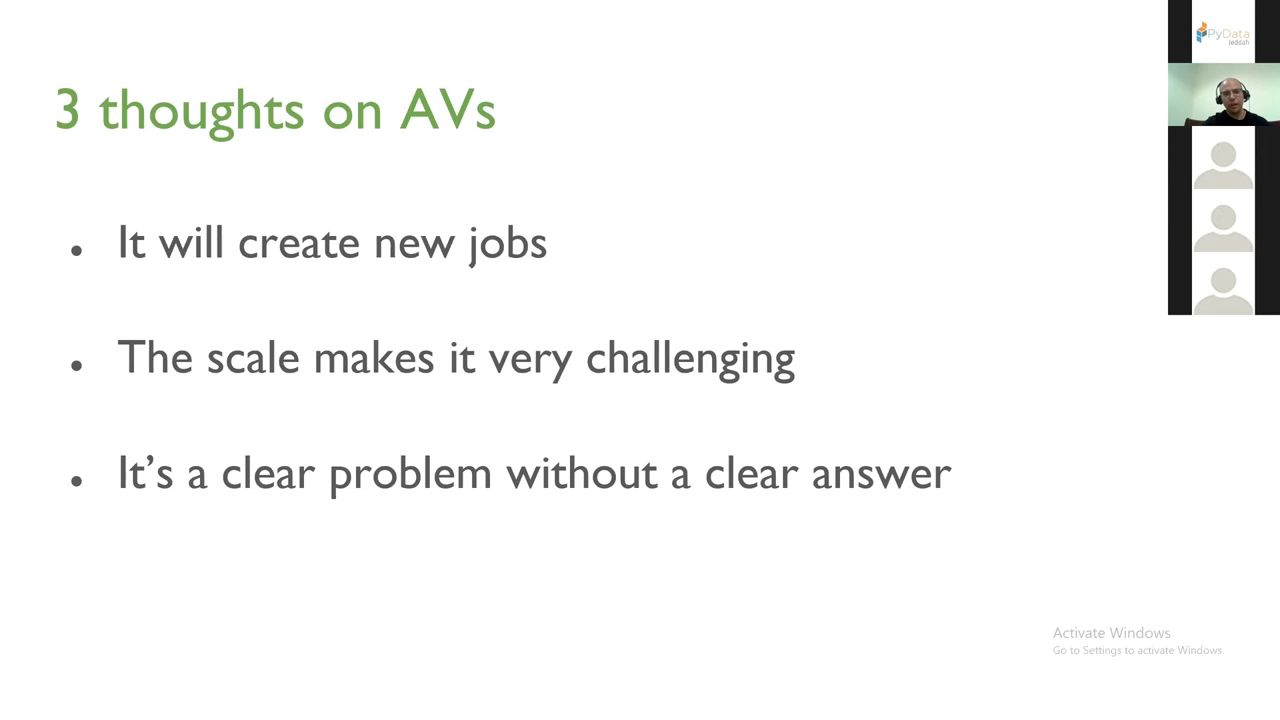 3 thoughts on AVs
• It will create new jobs
• The scale makes it very challenging
• It’s a clear problem without a clear answer
PyData
Jeddah
Activate Windows
Go to Settings to activate Windows.